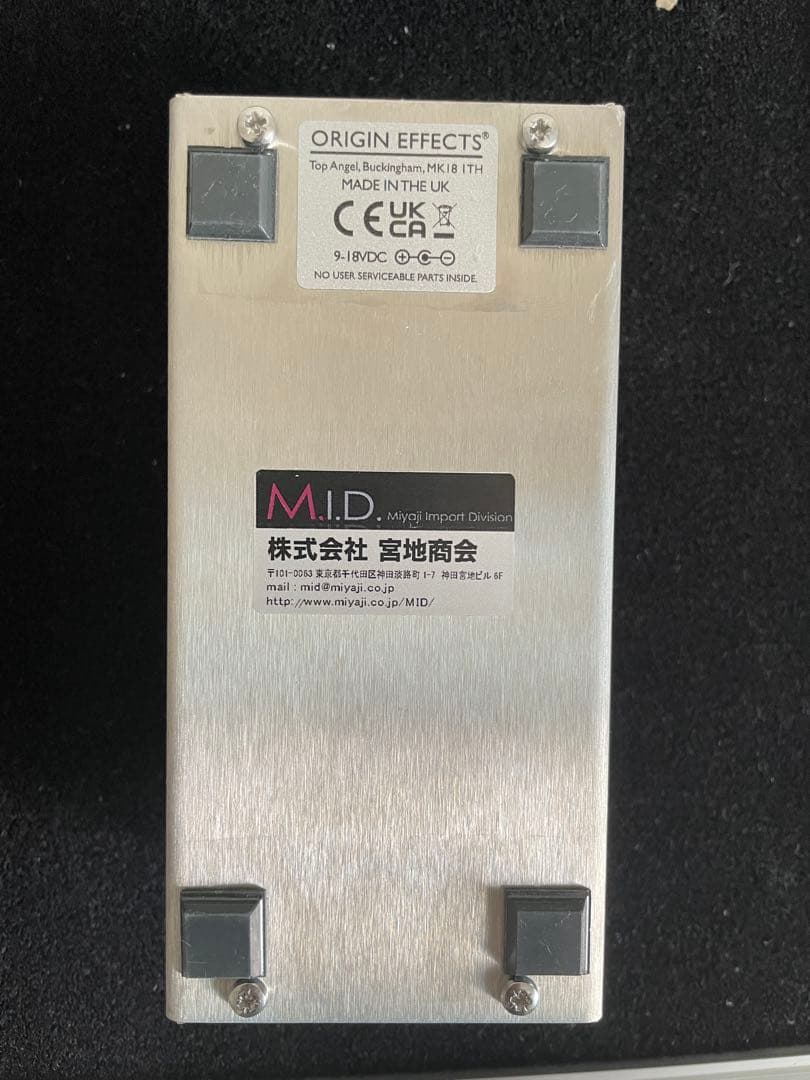 ORIGIN EFFECTS®
Top Angel, Buckingham, MK18 1TH
MADE IN THE UK
CE UK CA
9-18VDC
NO USER SERVICEABLE PARTS INSIDE.
M.I.D. Miyaji Import Division
株式会社 宮地商会
〒101-0063 東京都千代田区神田淡路町 1-7 神田宮地ビル 6F
mail : mid@miyaji.co.jp
http://www.miyaji.co.jp/MID/